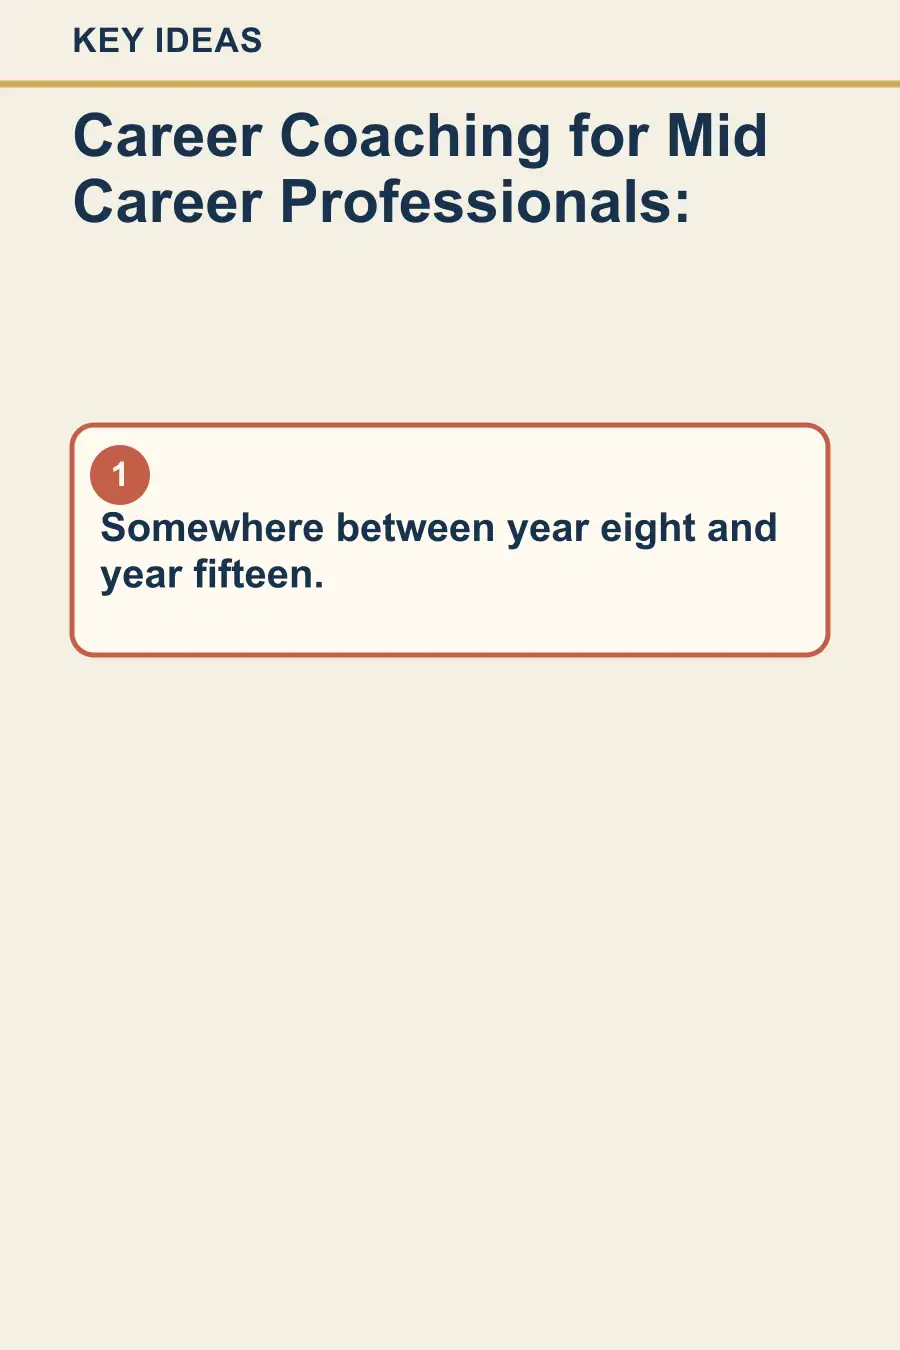 KEY IDEAS
Career Coaching for Mid
Career Professionals:
1
Somewhere between year eight and
year fifteen.